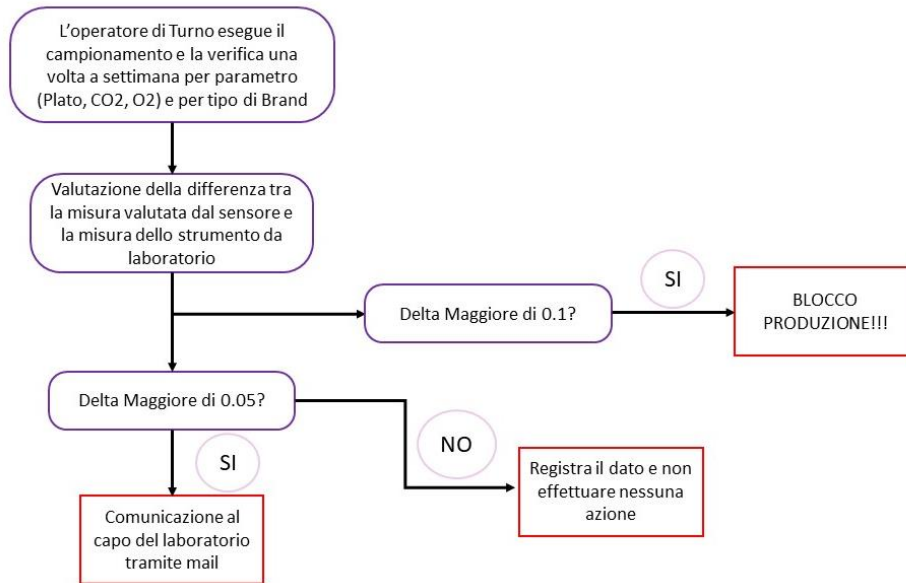 L'operatore di Turno esegue il
campionamento e la verifica una
volta a settimana per parametro
(Plato, CO2, O2) e per tipo di Brand
Valutazione della differenza tra
la misura valutata dal sensore e
la misura dello strumento da
laboratorio
Delta Maggiore di 0.1?
SI
BLOCCO
PRODUZIONE!!!
Delta Maggiore di 0.05?
SI
NO
Comunicazione al
capo del laboratorio
tramite mail
Registra il dato e non
effettuare nessuna
azione